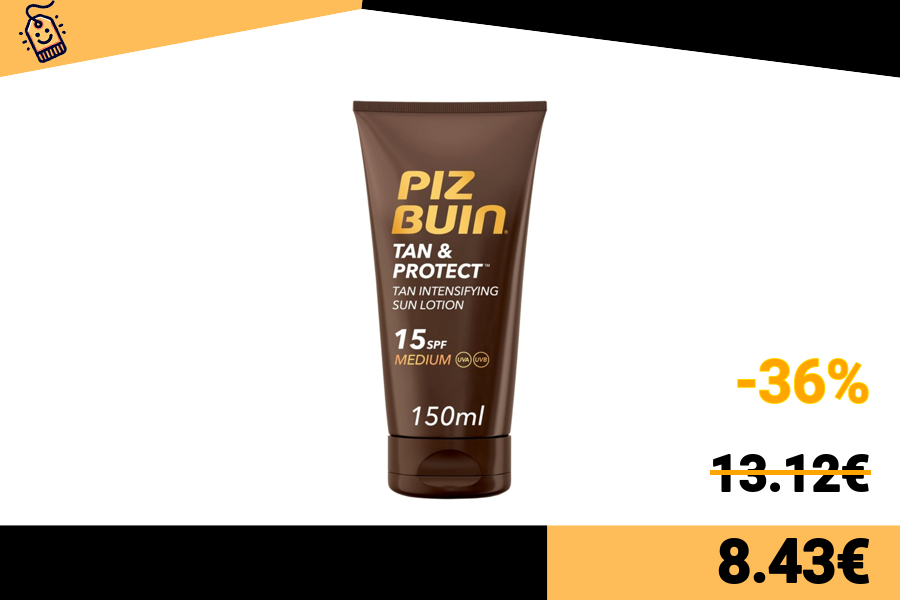 PIZ
BUIN®
TAN &
PROTECT™
TAN INTENSIFYING
SUN LOTION
15 SPF
MEDIUM UVA UVB
150ml
-36%
13.12€
8.43€